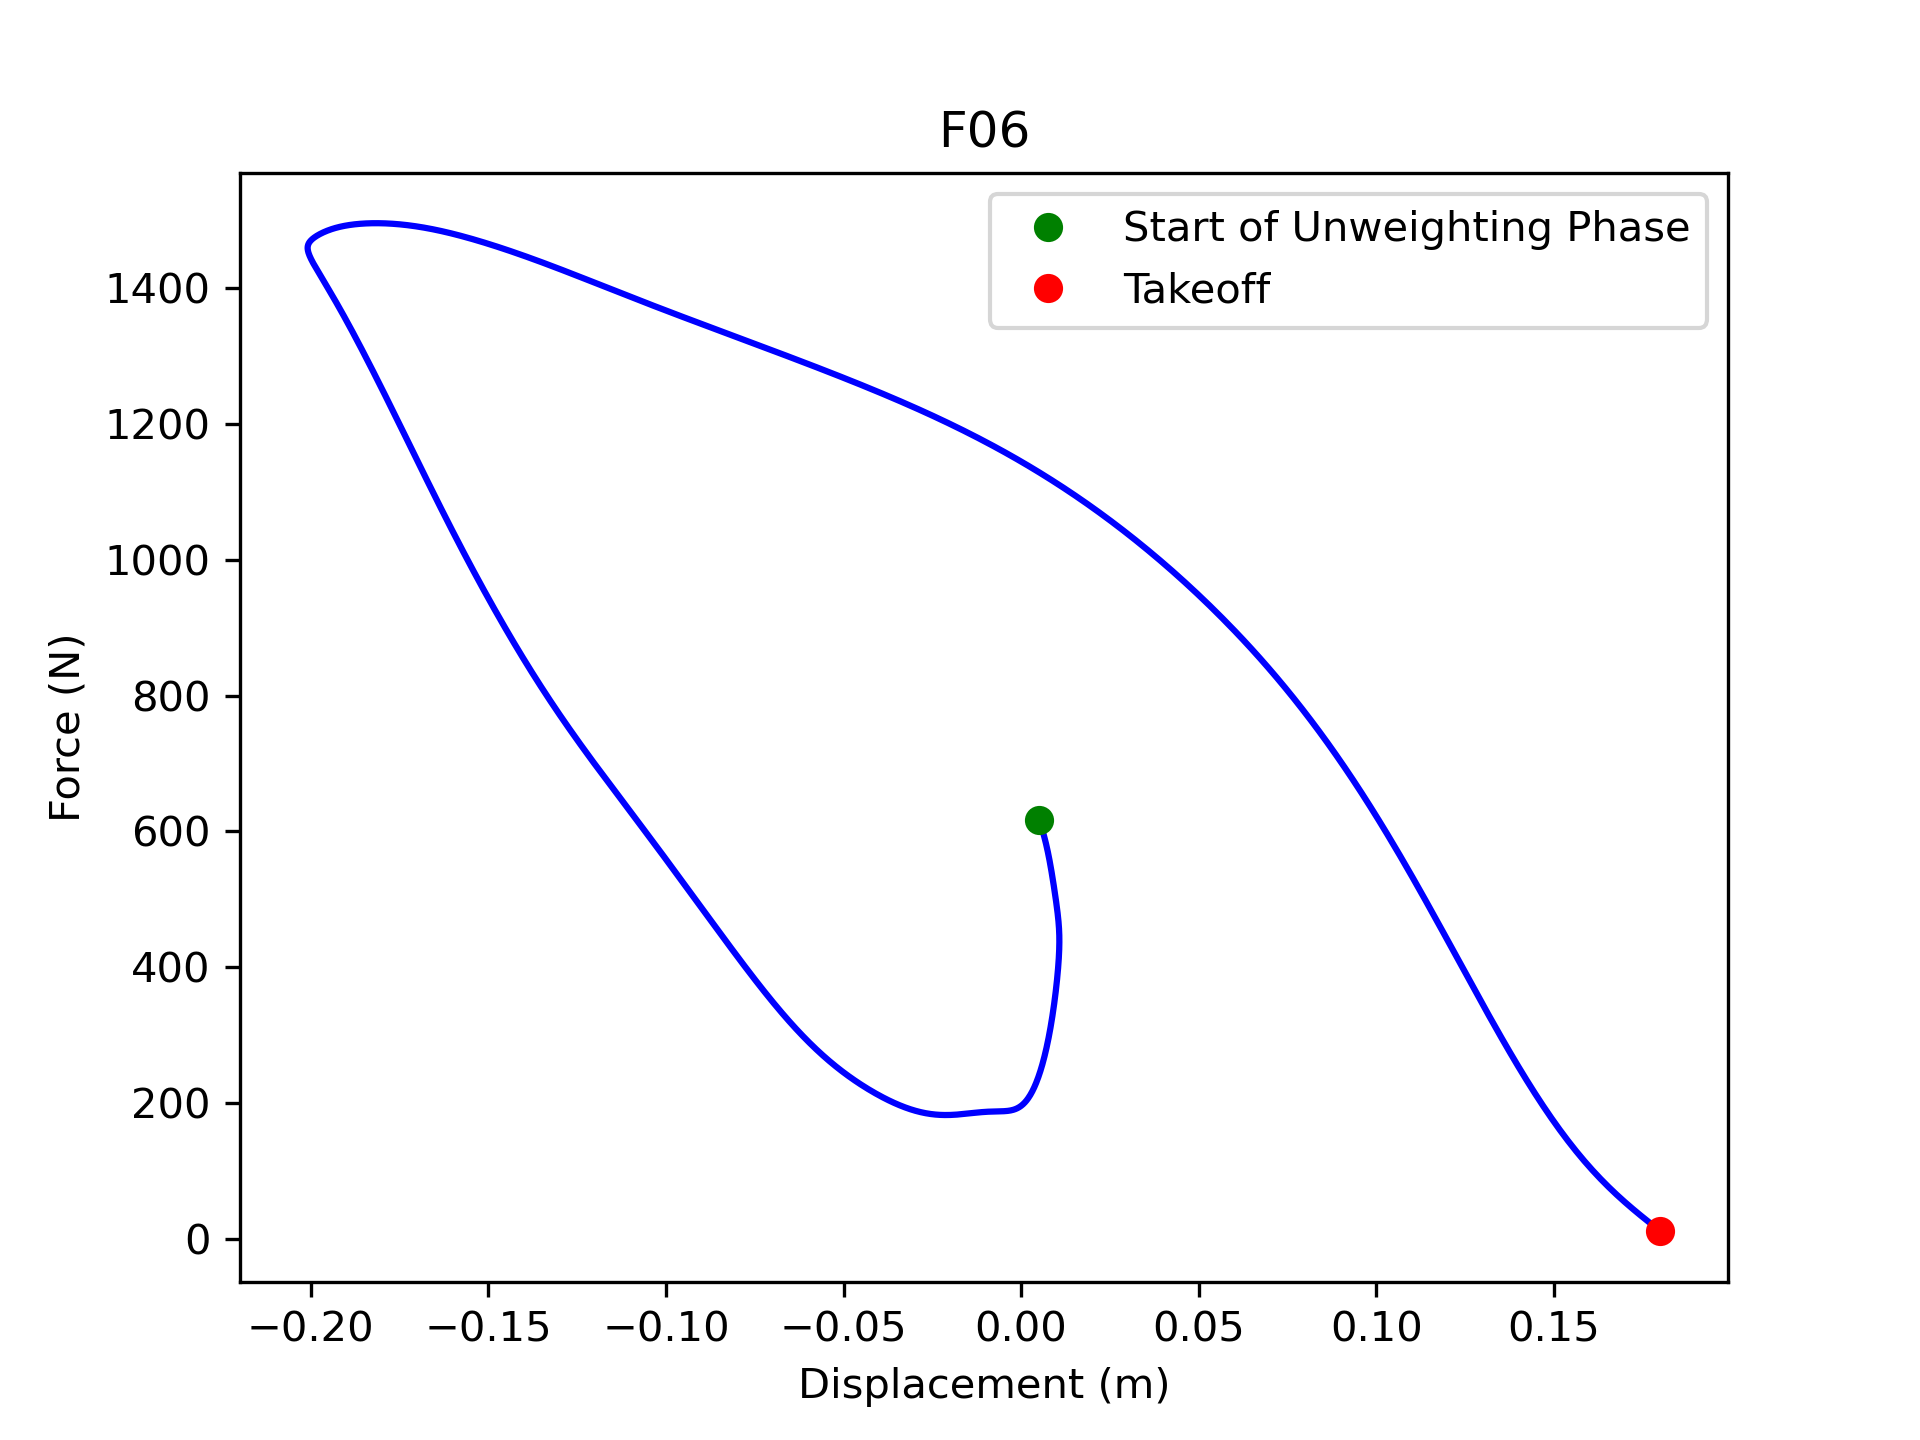 F06
Start of Unweighting Phase
Takeoff
1400
1200
1000
800
600
400
200
0
Force (N)
−0.20 −0.15 −0.10 −0.05 0.00 0.05 0.10 0.15
Displacement (m)